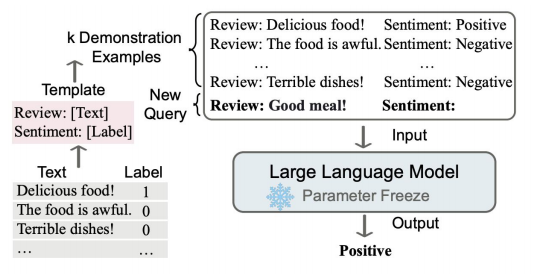 k Demonstration
Examples
Review: Delicious food! Sentiment: Positive
Review: The food is awful. Sentiment: Negative
... ...
Review: Terrible dishes! Sentiment: Negative
New
Query
Review: Good meal! Sentiment:
Template
Review: [Text]
Sentiment: [Label]
Text Label
Delicious food! 1
The food is awful. 0
Terrible dishes! 0
... ...
Input
Large Language Model
Parameter Freeze
Output
Positive